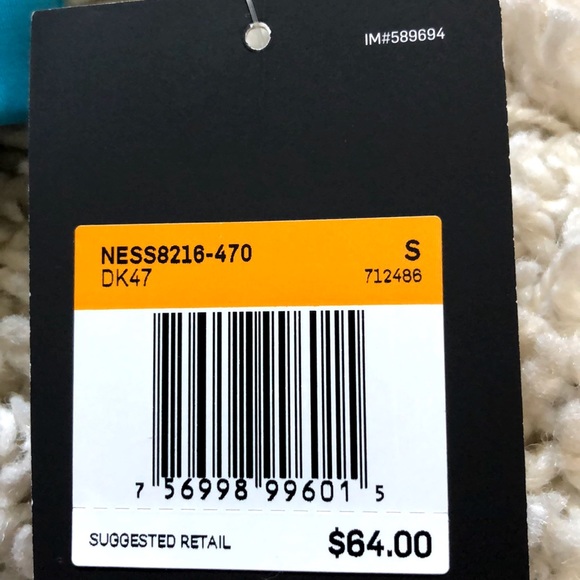 IM#589694
NESS8216-470 S
DK47 712486
7 56998 99601 5
SUGGESTED RETAIL $64.00